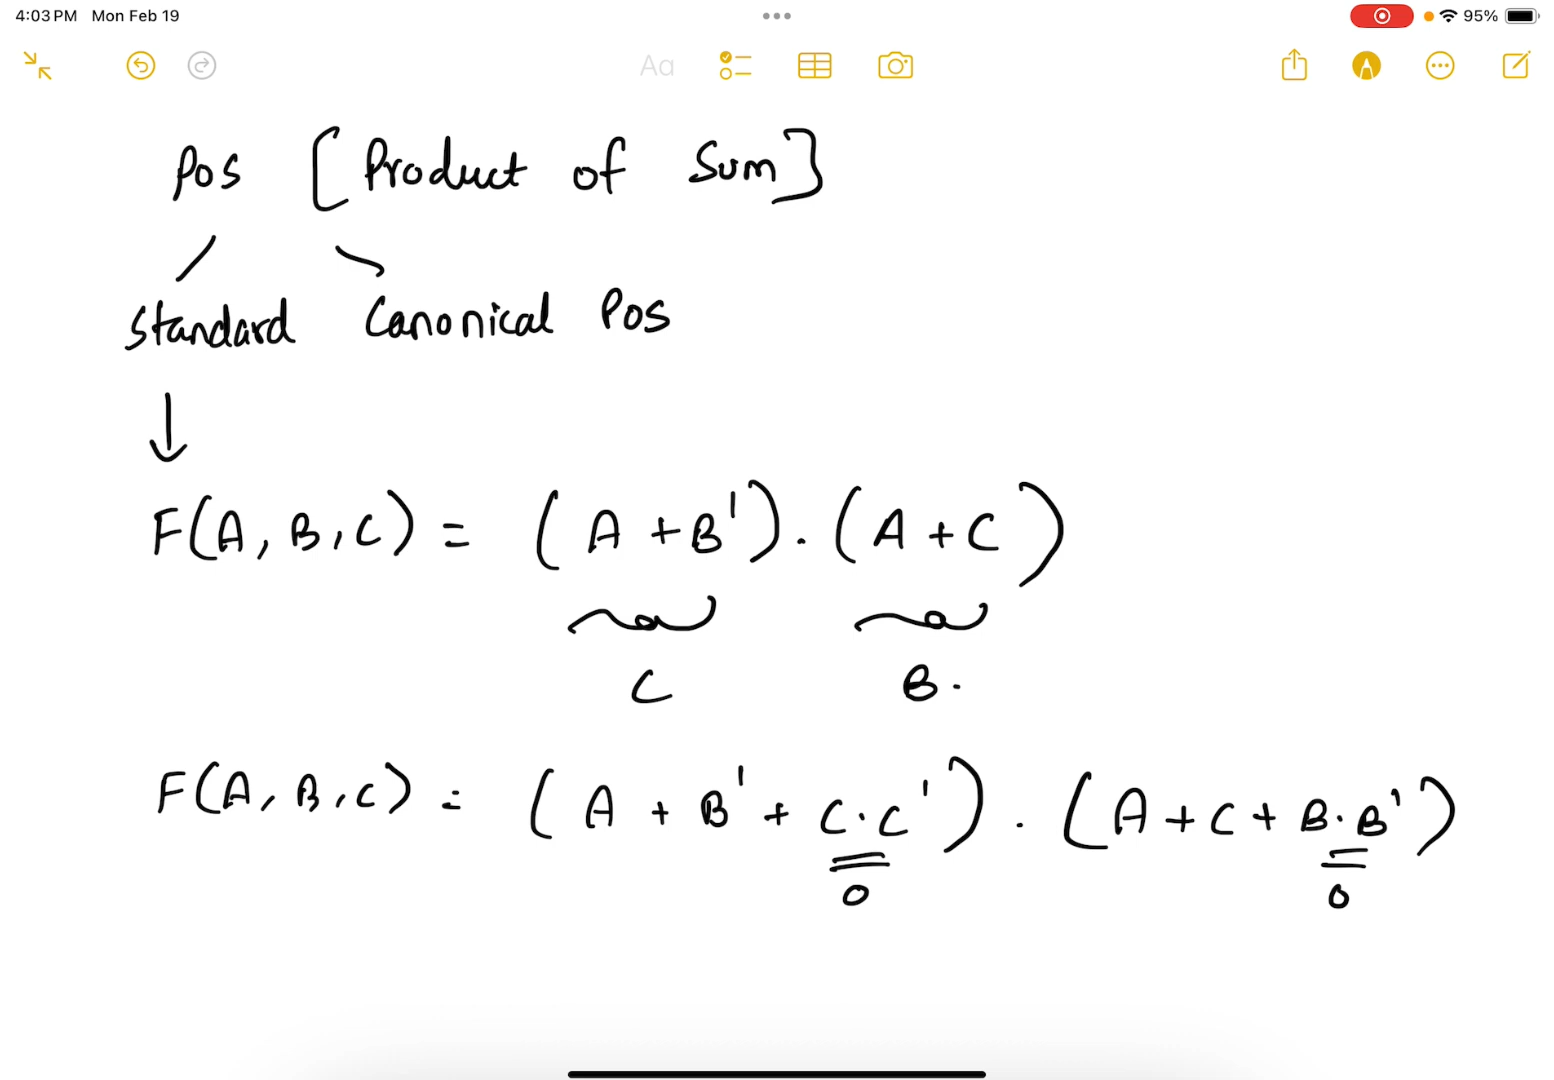 4:03 PM Mon Feb 19 95%
Aa
Pos [Product of Sum]
Standard Canonical Pos
↓
F(A, B, C) = (A + B')·(A + C)
C B.
F(A, B, C) = (A + B' + C·C')·(A + C + B·B')
0 0